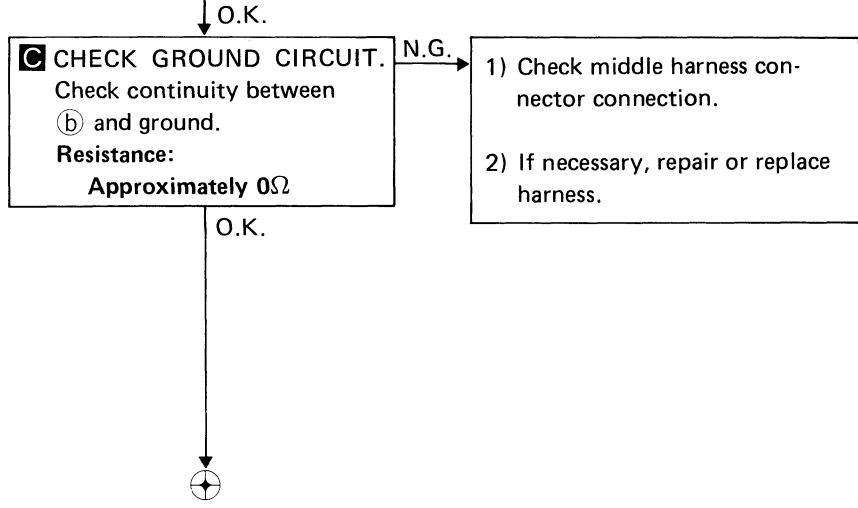 O.K.
C CHECK GROUND CIRCUIT.
Check continuity between
ⓑ and ground.
Resistance:
Approximately 0Ω
N.G.
1) Check middle harness con-
nector connection.
2) If necessary, repair or replace
harness.
O.K.